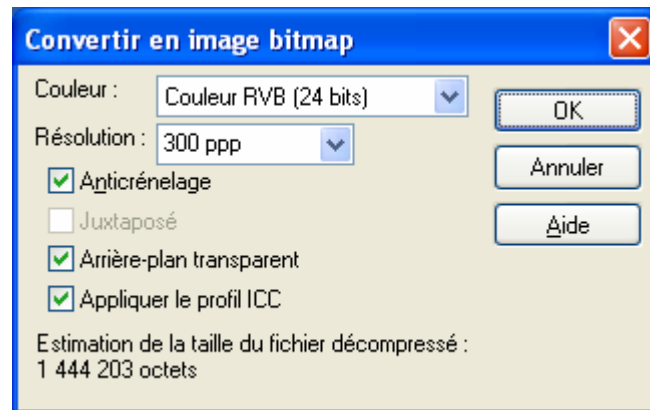 Convertir en image bitmap
Couleur : Couleur RVB (24 bits)
OK
Résolution : 300 ppp
Annuler
Anticrénelage
Juxtaposé
Aide
Arrière-plan transparent
Appliquer le profil ICC
Estimation de la taille du fichier décompressé :
1 444 203 octets